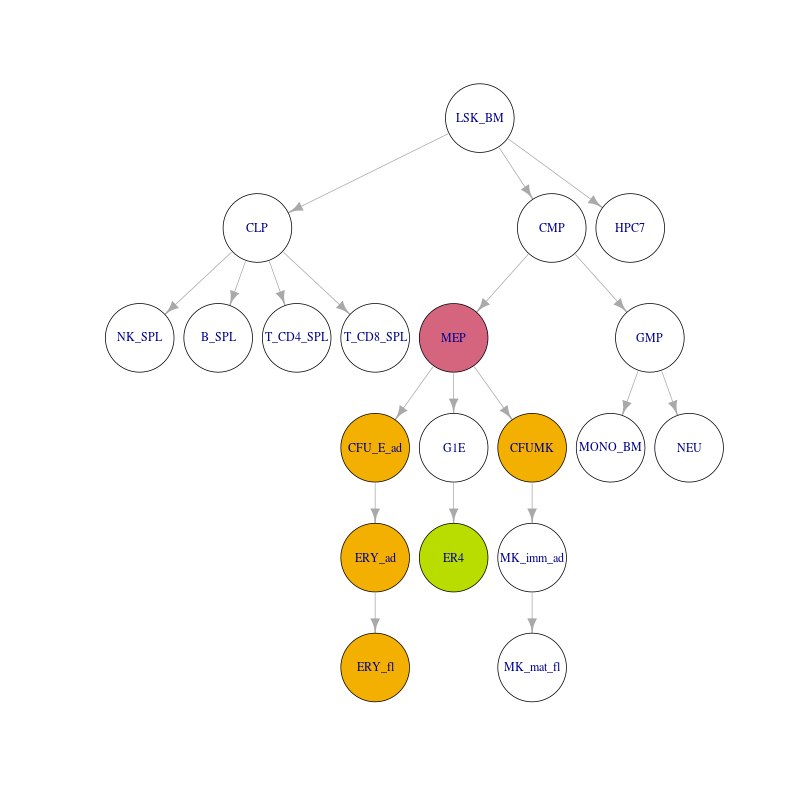 LSK_BM
CLP
CMP
HPC7
NK_SPL
B_SPL
T_CD4_SPL
T_CD8_SPL
MEP
GMP
CFU_E_ad
G1E
CFUMK
MONO_BM
NEU
ERY_ad
ER4
MK_imm_ad
ERY_fl
MK_mat_fl